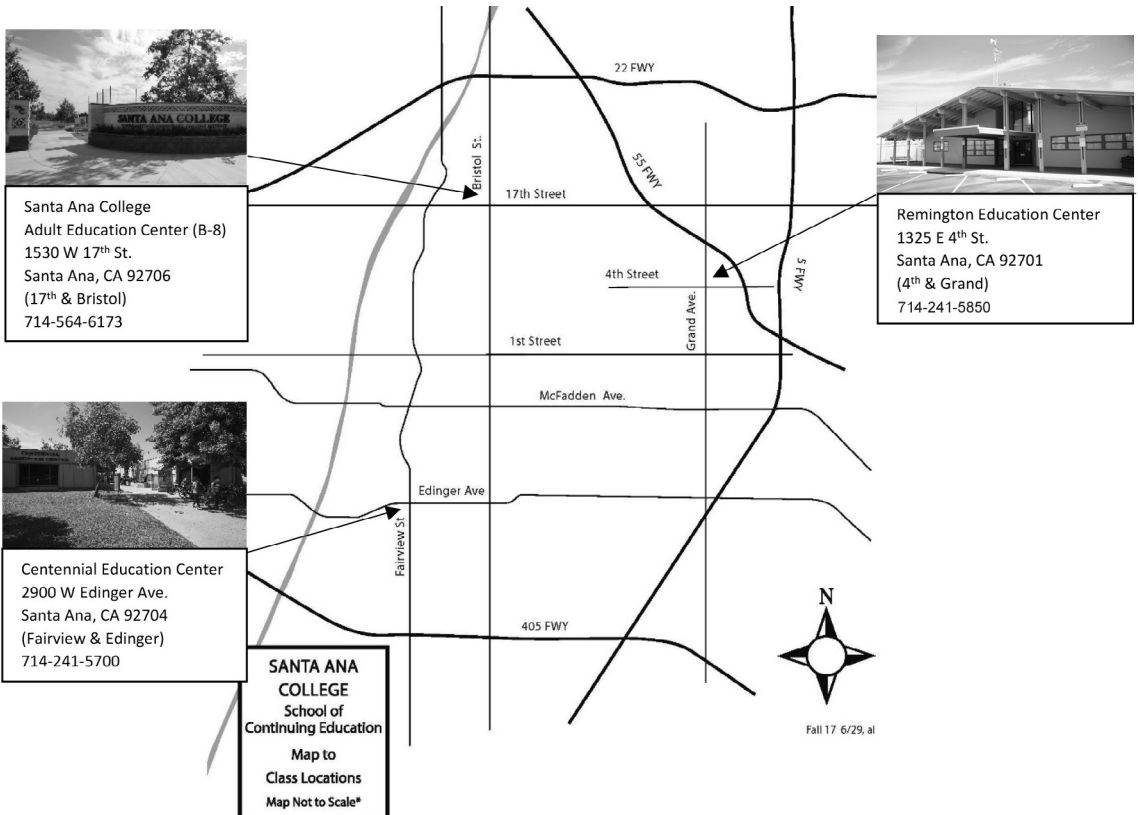 SANTA ANA COLLEGE
Santa Ana College
Adult Education Center (B-8)
1530 W 17th St.
Santa Ana, CA 92706
(17th & Bristol)
714-564-6173
22 FWY
Bristol St.
55 FWY
17th Street
Remington Education Center
1325 E 4th St.
Santa Ana, CA 92701
(4th & Grand)
714-241-5850
4th Street
5 FWY
Grand Ave.
1st Street
McFadden Ave.
CENTENNIAL
Edinger Ave
Fairview St
Centennial Education Center
2900 W Edinger Ave.
Santa Ana, CA 92704
(Fairview & Edinger)
714-241-5700
405 FWY
N
SANTA ANA
COLLEGE
School of
Continuing Education
Map to
Class Locations
Map Not to Scale*
Fall 17 6/29, al